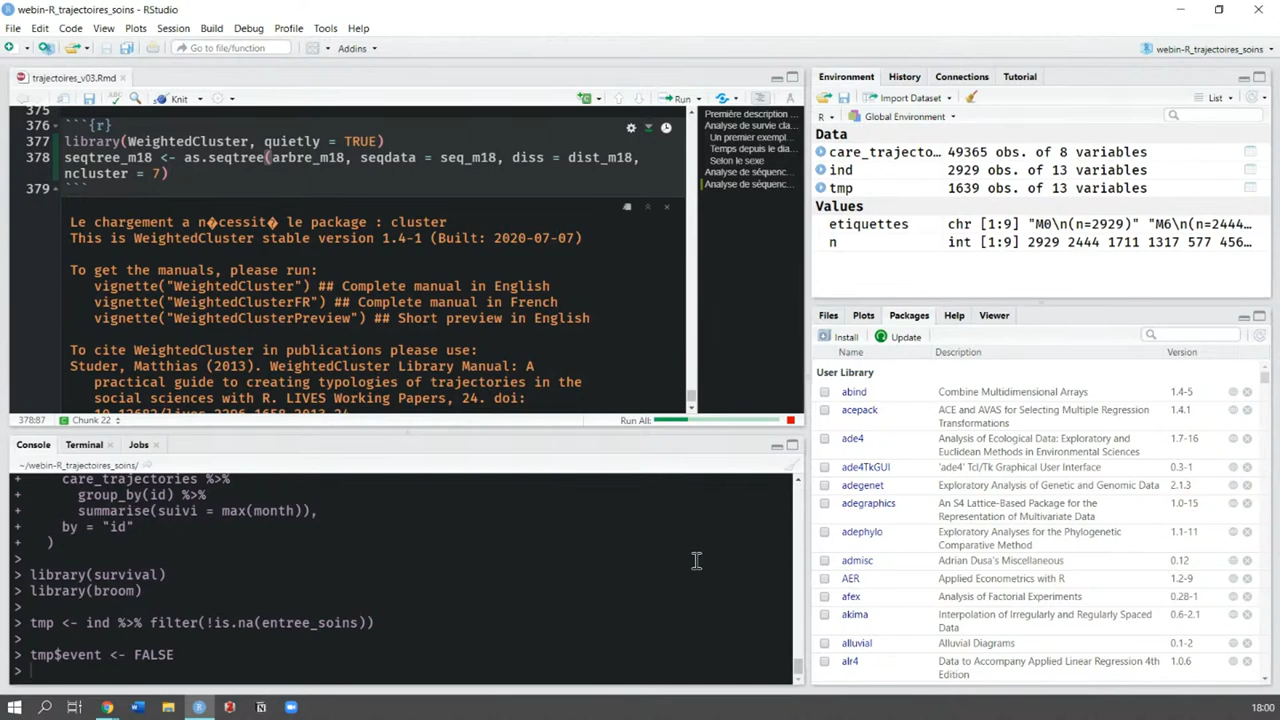 webin-R_trajectoires_soins - RStudio
File Edit Code View Plots Session Build Debug Profile Tools Help
Go to file/function Addins webin-R_trajectoires_soins
trajectoires_v03.Rmd
Knit Run
375
376 ```{r}
377 library(WeightedCluster, quietly = TRUE)
378 seqtree_m18 <- as.seqtree(arbre_m18, seqdata = seq_m18, diss = dist_m18,
ncluster = 7)
379 ```
Le chargement a n�cessit� le package : cluster
This is WeightedCluster stable version 1.4-1 (Built: 2020-07-07)
To get the manuals, please run:
vignette("WeightedCluster") ## Complete manual in English
vignette("WeightedClusterFR") ## Complete manual in French
vignette("WeightedClusterPreview") ## Short preview in English
To cite WeightedCluster in publications please use:
Studer, Matthias (2013). WeightedCluster Library Manual: A
practical guide to creating typologies of trajectories in the
social sciences with R. LIVES Working Papers, 24. doi:
10.12682/lives.2296-1658.2013.24
Première description ...
Analyse de survie cla...
Un premier exempl...
Temps depuis le dia...
Selon le sexe
Analyse de séquenc...
Analyse de séquenc...
378:87 Chunk 22 Run All:
Console Terminal Jobs
~/webin-R_trajectoires_soins/
+ care_trajectories %>%
+ group_by(id) %>%
+ summarise(suivi = max(month)),
+ by = "id"
+ )
>
> library(survival)
> library(broom)
>
> tmp <- ind %>% filter(!is.na(entree_soins))
>
> tmp$event <- FALSE
>
Environment History Connections Tutorial
Import Dataset List
R Global Environment
Data
care_trajecto... 49365 obs. of 8 variables
ind 2929 obs. of 13 variables
tmp 1639 obs. of 13 variables
Values
etiquettes chr [1:9] "M0\n(n=2929)" "M6\n(n=2444...
n int [1:9] 2929 2444 1711 1317 577 456...
Files Plots Packages Help Viewer
Install Update
Name Description Version
User Library
abind Combine Multidimensional Arrays 1.4-5
acepack ACE and AVAS for Selecting Multiple Regression Transformations 1.4.1
ade4 Analysis of Ecological Data: Exploratory and Euclidean Methods in Environmental Sciences 1.7-16
ade4TkGUI 'ade4' Tcl/Tk Graphical User Interface 0.3-1
adegenet Exploratory Analysis of Genetic and Genomic Data 2.1.3
adegraphics An S4 Lattice-Based Package for the Representation of Multivariate Data 1.0-15
adephylo Exploratory Analyses for the Phylogenetic Comparative Method 1.1-11
admisc Adrian Dusa's Miscellaneous 0.12
AER Applied Econometrics with R 1.2-9
afex Analysis of Factorial Experiments 0.28-1
akima Interpolation of Irregularly and Regularly Spaced Data 0.6-2.1
alluvial Alluvial Diagrams 0.1-2
alr4 Data to Accompany Applied Linear Regression 4th Edition 1.0.6
18:00